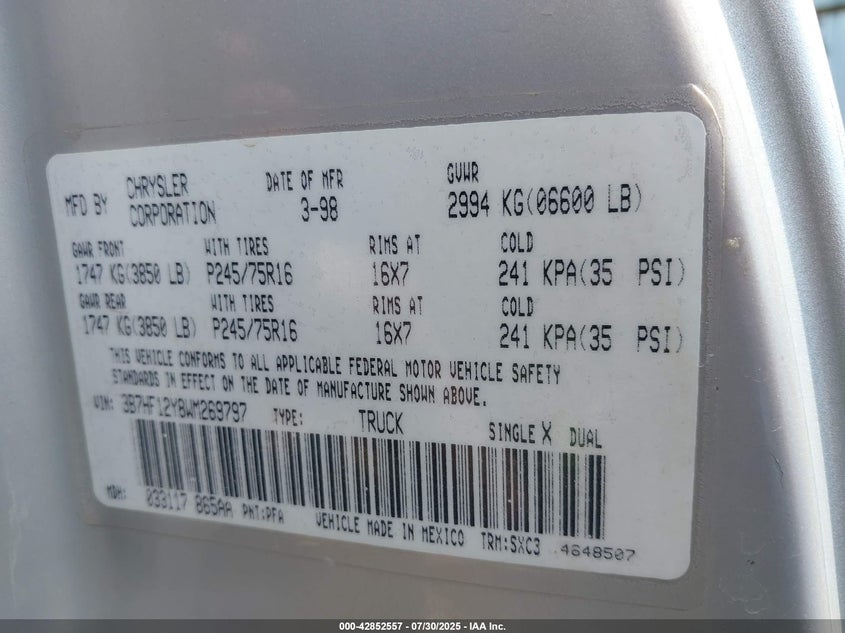 MFD BY CHRYSLER CORPORATION DATE OF MFR 3-98 GVWR 2994 KG(06600 LB)
GAWR FRONT WITH TIRES RIMS AT COLD
1747 KG(3850 LB) P245/75R16 16X7 241 KPA(35 PSI)
GAWR REAR WITH TIRES RIMS AT COLD
1747 KG(3850 LB) P245/75R16 16X7 241 KPA(35 PSI)
THIS VEHICLE CONFORMS TO ALL APPLICABLE FEDERAL MOTOR VEHICLE SAFETY
STANDARDS IN EFFECT ON THE DATE OF MANUFACTURE SHOWN ABOVE.
VIN: 3B7HF12Y8WM269797 TYPE: TRUCK SINGLE X DUAL
MDH: 033117 865AA PNT:PFA VEHICLE MADE IN MEXICO TRM:SXC3 4648507
000-42852557 / 07/30/2025 - IAA Inc.